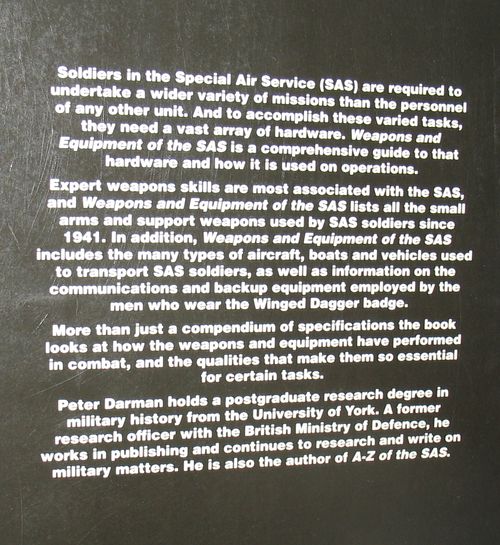 Soldiers in the Special Air Service (SAS) are required to
undertake a wider variety of missions than the personnel
of any other unit. And to accomplish these varied tasks,
they need a vast array of hardware. Weapons and
Equipment of the SAS is a comprehensive guide to that
hardware and how it is used on operations.
Expert weapons skills are most associated with the SAS,
and Weapons and Equipment of the SAS lists all the small
arms and support weapons used by SAS soldiers since
1941. In addition, Weapons and Equipment of the SAS
includes the many types of aircraft, boats and vehicles used
to transport SAS soldiers, as well as information on the
communications and backup equipment employed by the
men who wear the Winged Dagger badge.
More than just a compendium of specifications the book
looks at how the weapons and equipment have performed
in combat, and the qualities that make them so essential
for certain tasks.
Peter Darman holds a postgraduate research degree in
military history from the University of York. A former
research officer with the British Ministry of Defence, he
works in publishing and continues to research and write on
military matters. He is also the author of A-Z of the SAS.